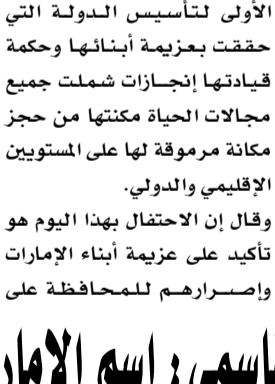 الأولى لتأسيس الدولة التي
حققت بعزيمة أبنائها وحكمة
قيادتها إنجازات شملت جميع
مجالات الحياة مكنتها من حجز
مكانة مرموقة لها على المستويين
الإقليمي والدولي.
وقال إن الاحتفال بهذا اليوم هو
تأكيد على عزيمة أبناء الإمارات
وإصرارهم للمحافظة على
اسم